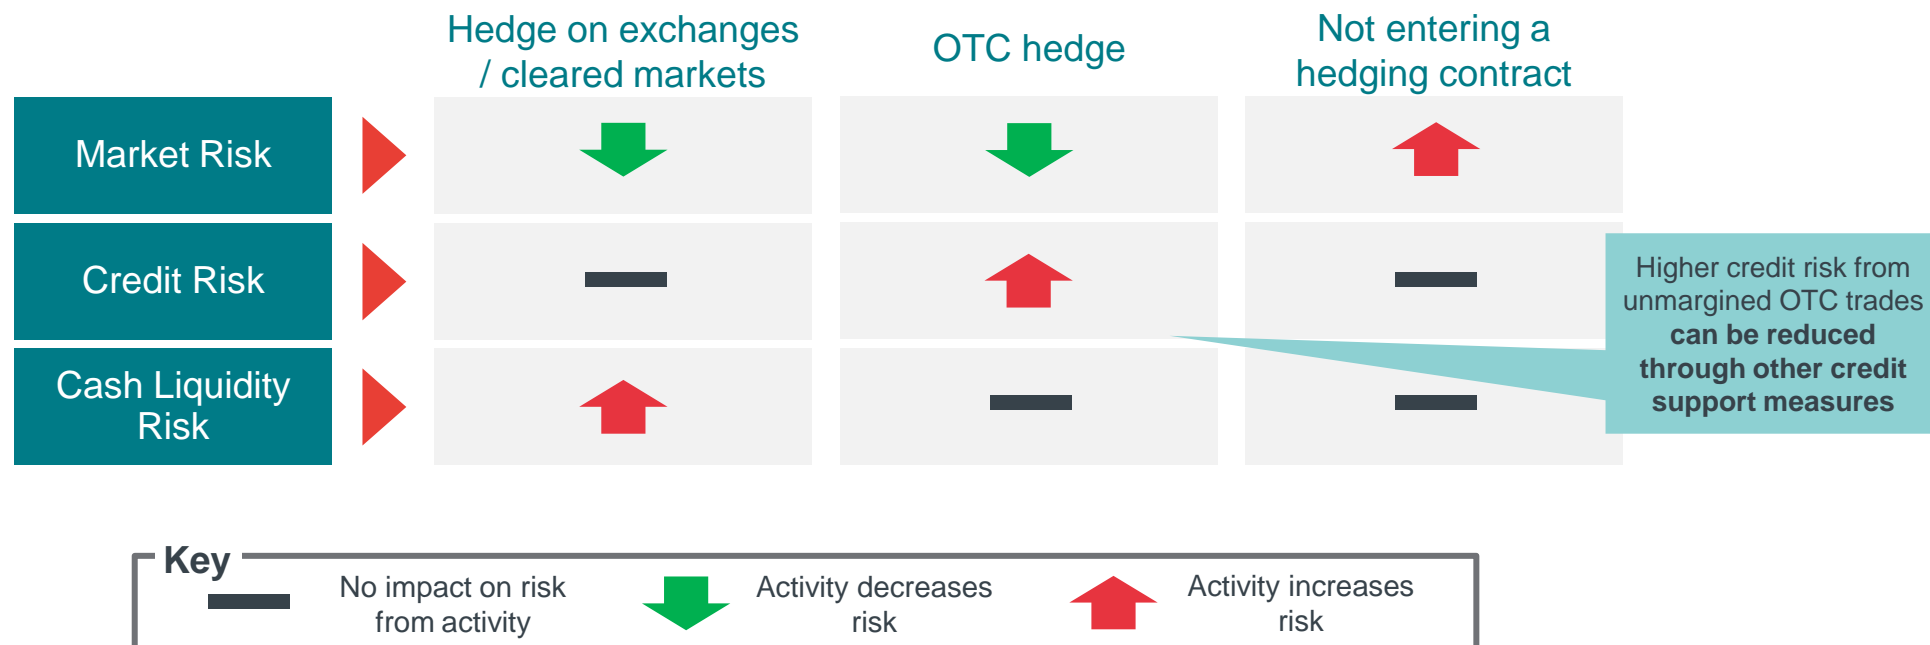 Hedge on exchanges
/ cleared markets
OTC hedge
Not entering a
hedging contract
Market Risk
Credit Risk
Cash Liquidity
Risk
Higher credit risk from
unmargined OTC trades
can be reduced
through other credit
support measures
Key
No impact on risk
from activity
Activity decreases
risk
Activity increases
risk